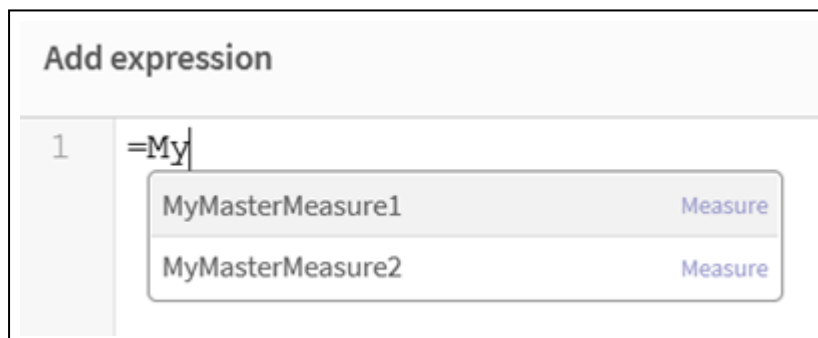 Add expression
1 =My
MyMasterMeasure1 Measure
MyMasterMeasure2 Measure